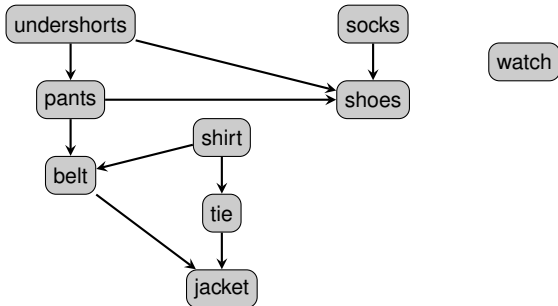 undershorts
socks
watch
pants
shoes
shirt
belt
tie
jacket